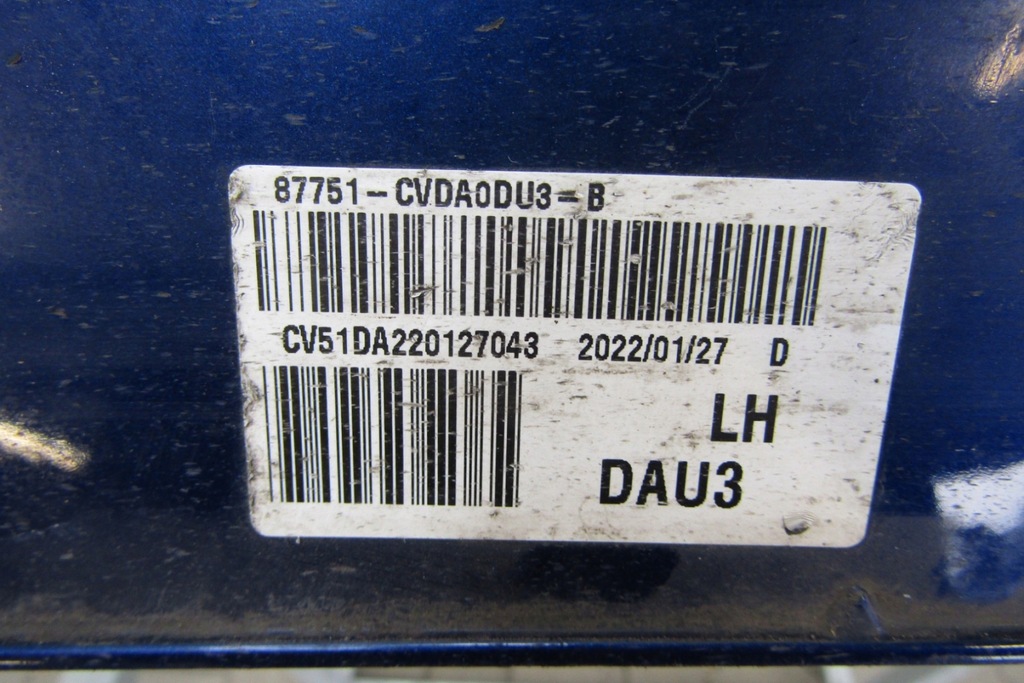 87751-CVDA0DU3-B
CV51DA220127043 2022/01/27 D
LH
DAU3